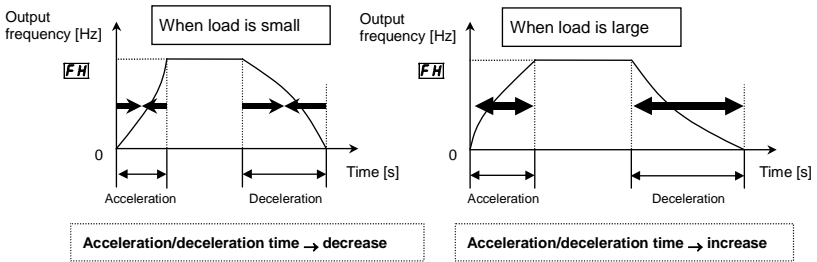 Output
frequency [Hz]
When load is small
FH
0
Time [s]
Acceleration
Deceleration
Acceleration/deceleration time → decrease
Output
frequency [Hz]
When load is large
FH
0
Time [s]
Acceleration
Deceleration
Acceleration/deceleration time → increase